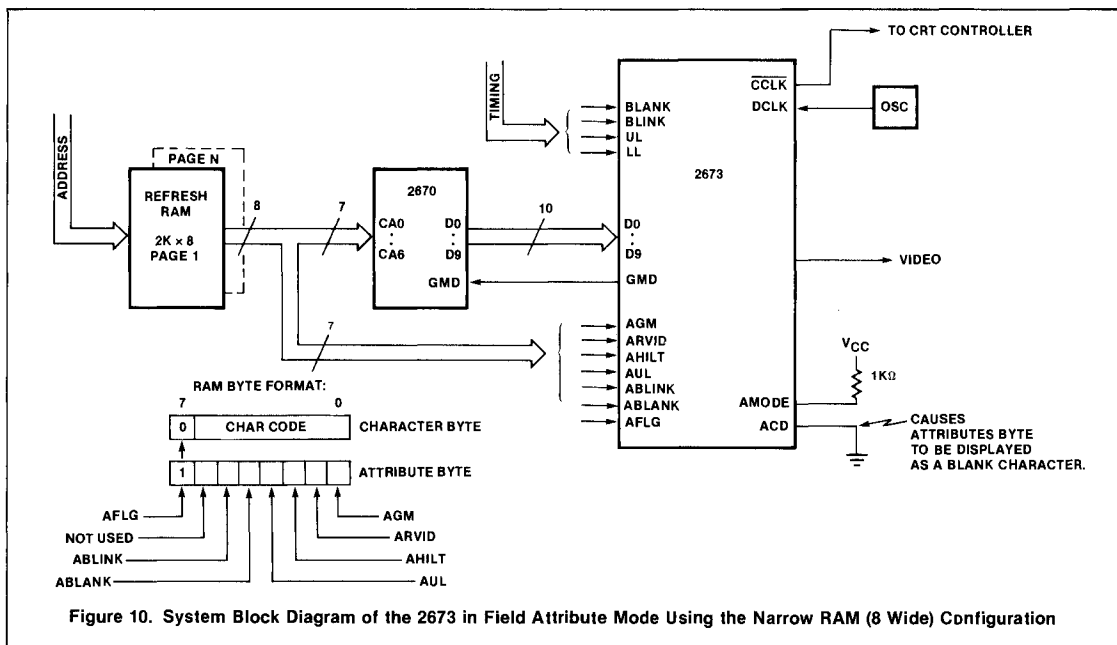 TO CRT CONTROLLER
CCLK
DCLK
OSC
TIMING
BLANK
BLINK
UL
LL
2673
ADDRESS
PAGE N
REFRESH
RAM
2K × 8
PAGE 1
8
7
2670
CA0
CA6
D0
D9
GMD
10
D0
D9
GMD
VIDEO
7
AGM
ARVID
AHILT
AUL
ABLINK
ABLANK
AFLG
VCC
1KΩ
AMODE
ACD
CAUSES
ATTRIBUTES BYTE
TO BE DISPLAYED
AS A BLANK CHARACTER.
RAM BYTE FORMAT:
7 0
0 CHAR CODE CHARACTER BYTE
1 ATTRIBUTE BYTE
AFLG AGM
NOT USED ARVID
ABLINK AHILT
ABLANK AUL
Figure 10. System Block Diagram of the 2673 in Field Attribute Mode Using the Narrow RAM (8 Wide) Configuration